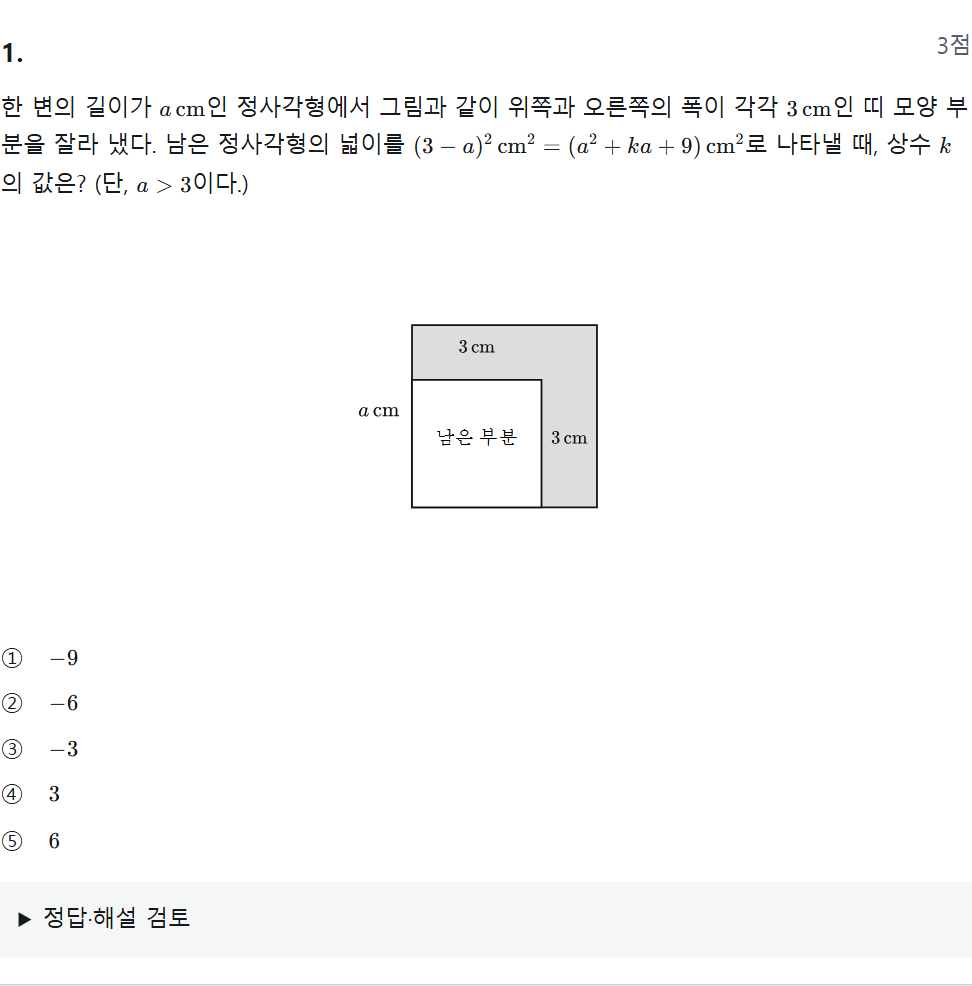 1.
3점
한 변의 길이가 a cm인 정사각형에서 그림과 같이 위쪽과 오른쪽의 폭이 각각 3 cm인 띠 모양 부
분을 잘라 냈다. 남은 정사각형의 넓이를 (3 − a)² cm² = (a² + ka + 9) cm²로 나타낼 때, 상수 k
의 값은? (단, a > 3이다.)
3 cm
a cm
남은 부분
3 cm
① −9
② −6
③ −3
④ 3
⑤ 6
▶ 정답·해설 검토